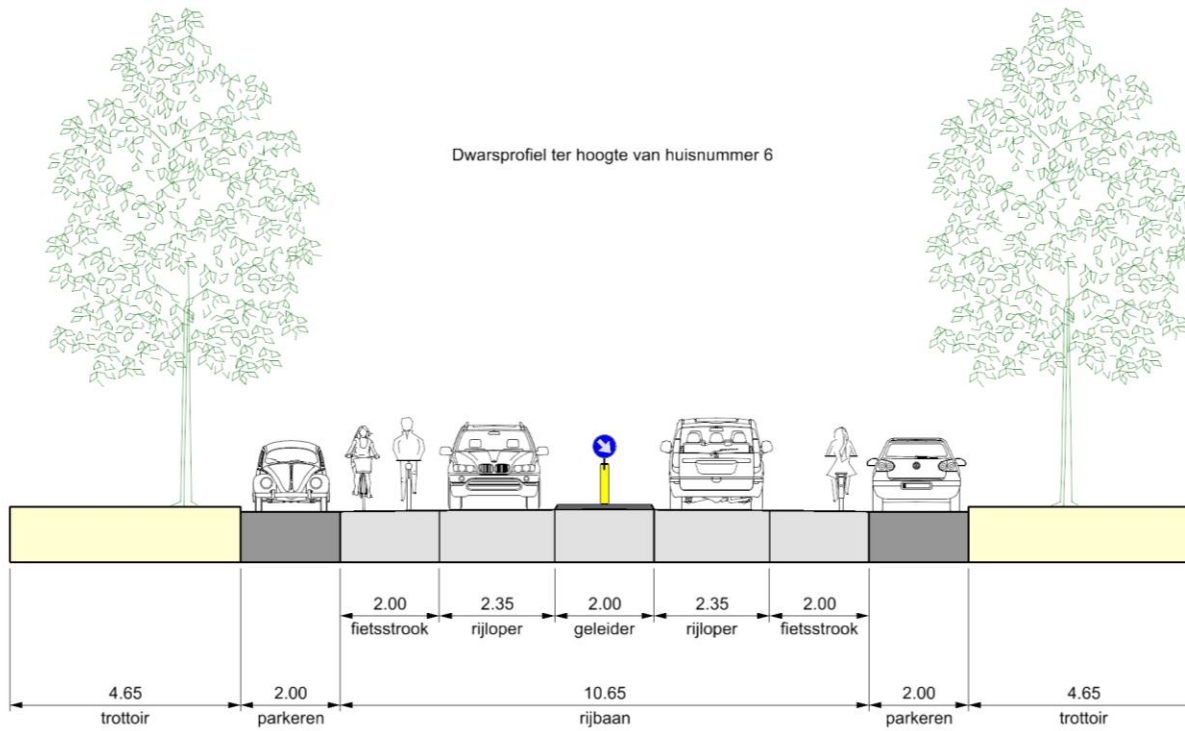 Dwarsprofiel ter hoogte van huisnummer 6
2.00 2.35 2.00 2.35 2.00
fietsstrook rijloper geleider rijloper fietsstrook
4.65 2.00 10.65 2.00 4.65
trottoir parkeren rijbaan parkeren trottoir